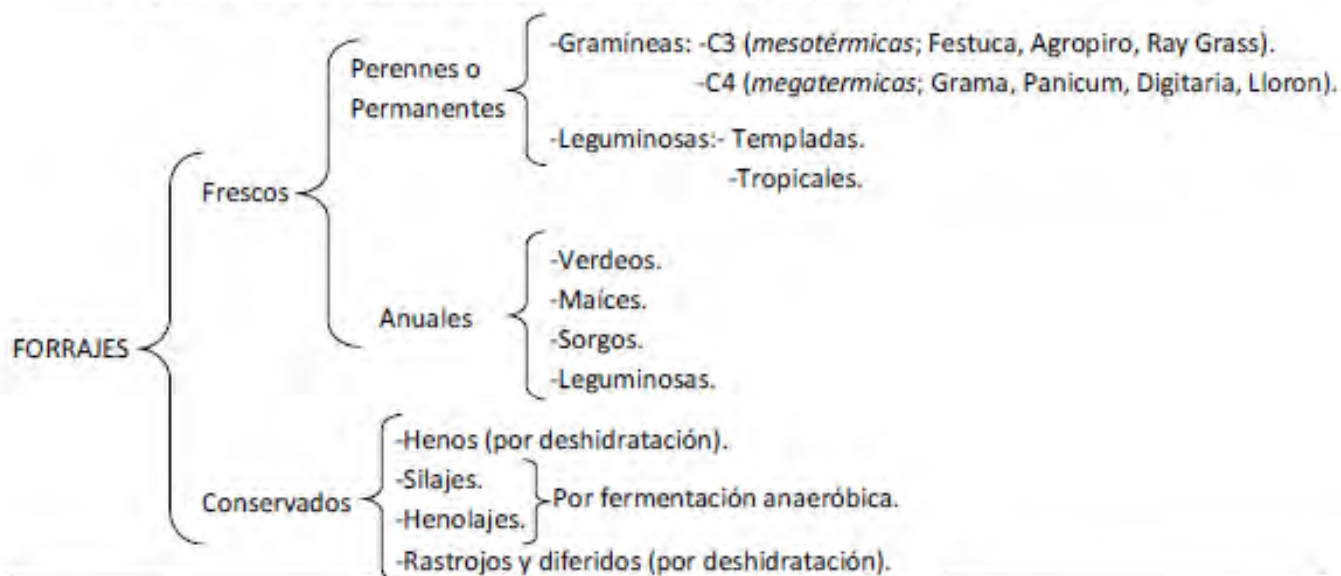 -Gramíneas: -C3 (mesotérmicas; Festuca, Agropiro, Ray Grass).
Perennes o
Permanentes
-C4 (megatermicas; Grama, Panicum, Digitaria, Lloron).
-Leguminosas:- Templadas.
-Tropicales.
Frescos
-Verdeos.
-Maíces.
Anuales
-Sorgos.
-Leguminosas.
FORRAJES
-Henos (por deshidratación).
-Silajes.
Conservados
Por fermentación anaeróbica.
-Henolajes.
-Rastrojos y diferidos (por deshidratación).